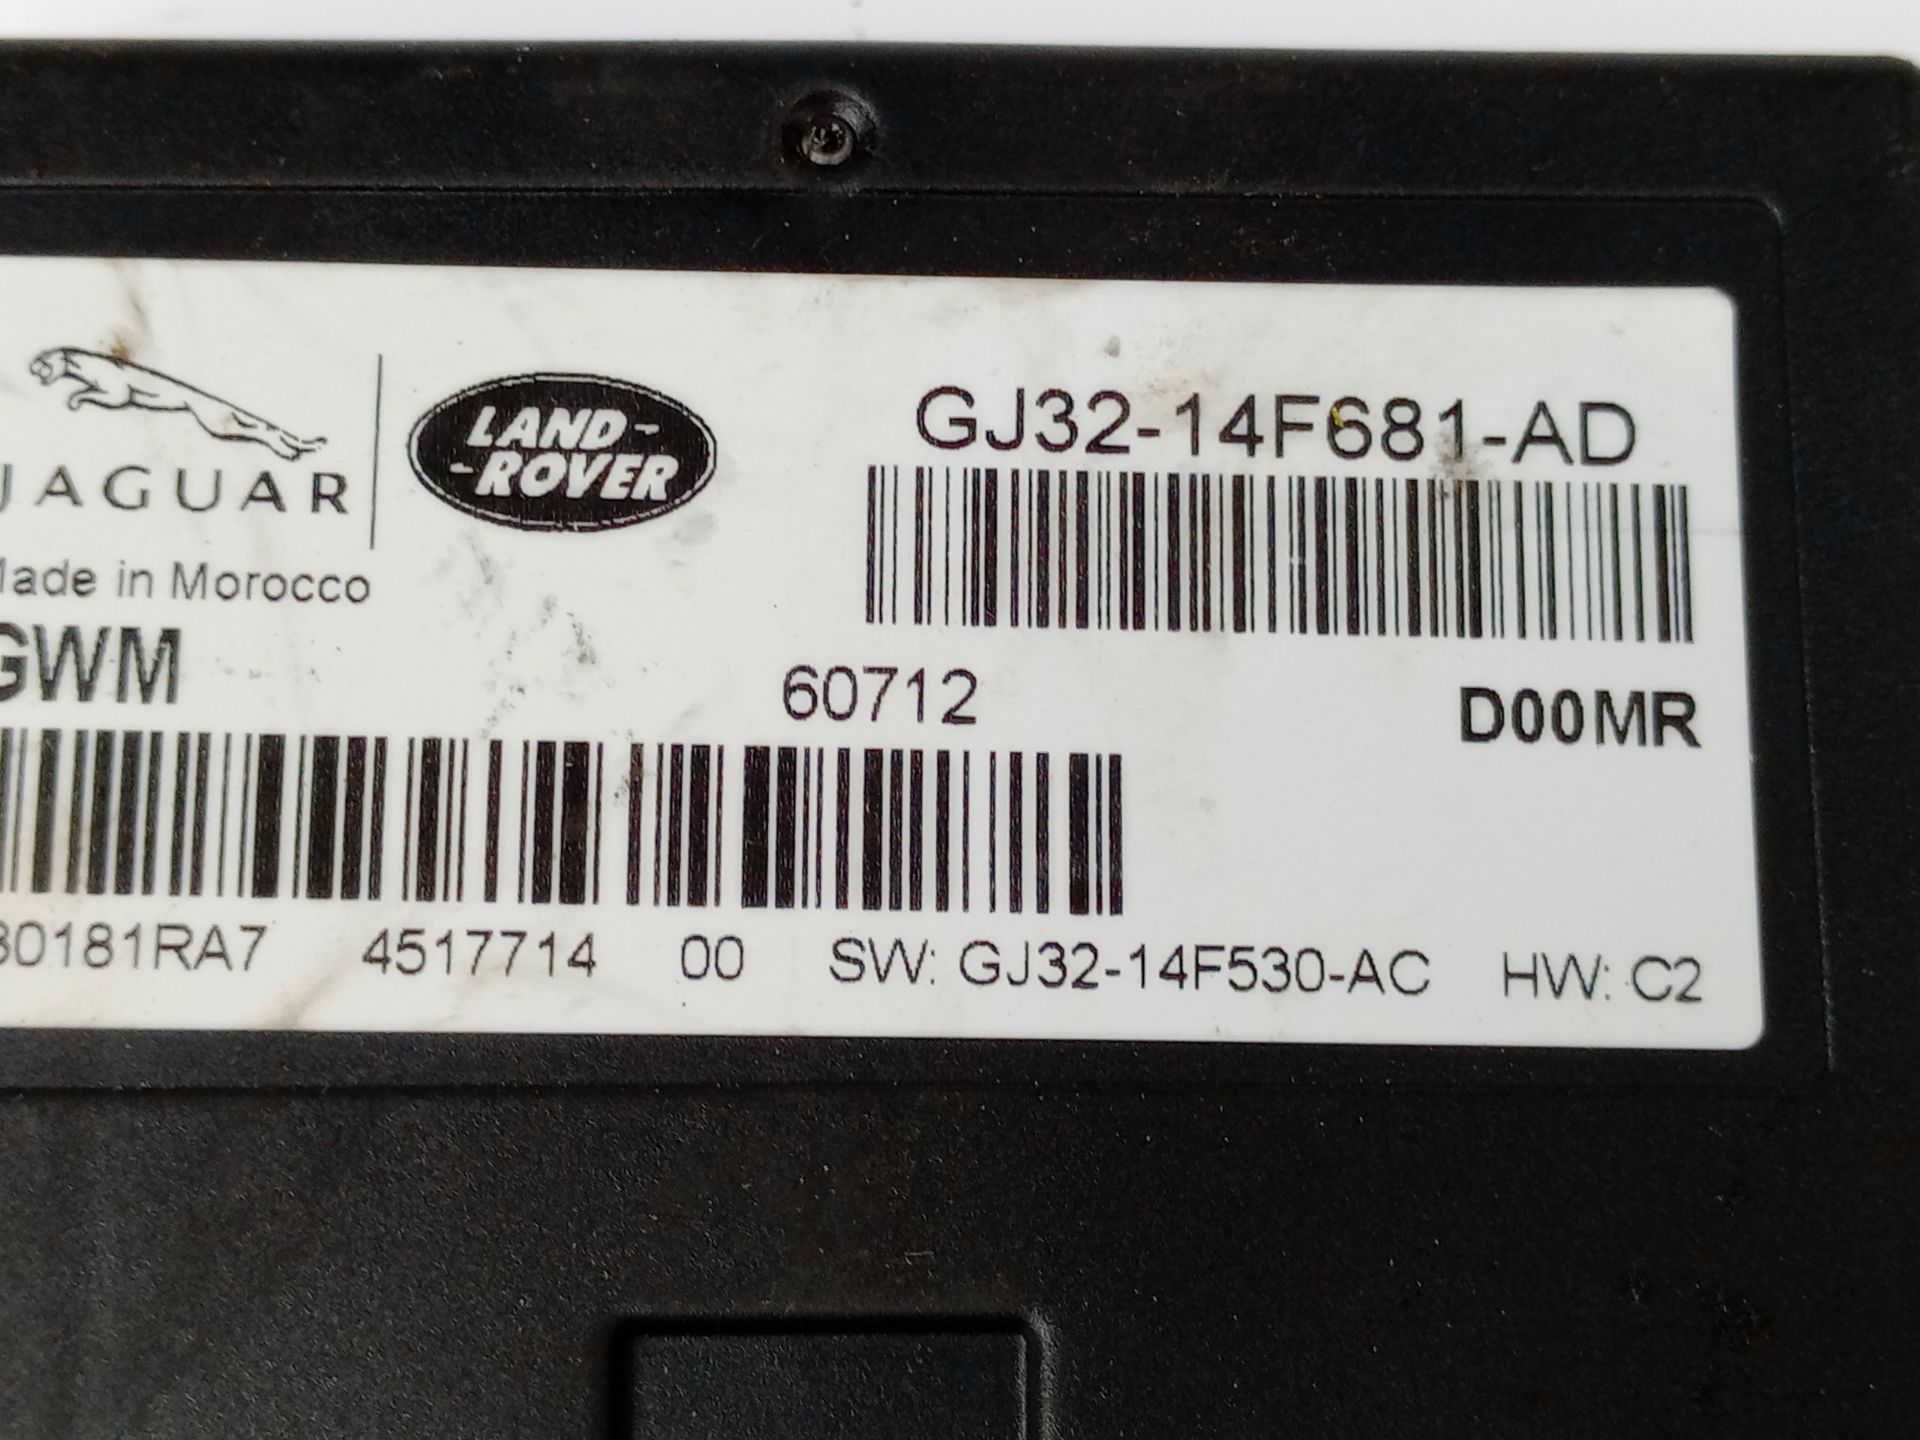 LAND-
-ROVER
JAGUAR
Made in Morocco
GJ32-14F681-AD
GWM
60712
D00MR
30181RA7 4517714 00 SW: GJ32-14F530-AC HW: C2